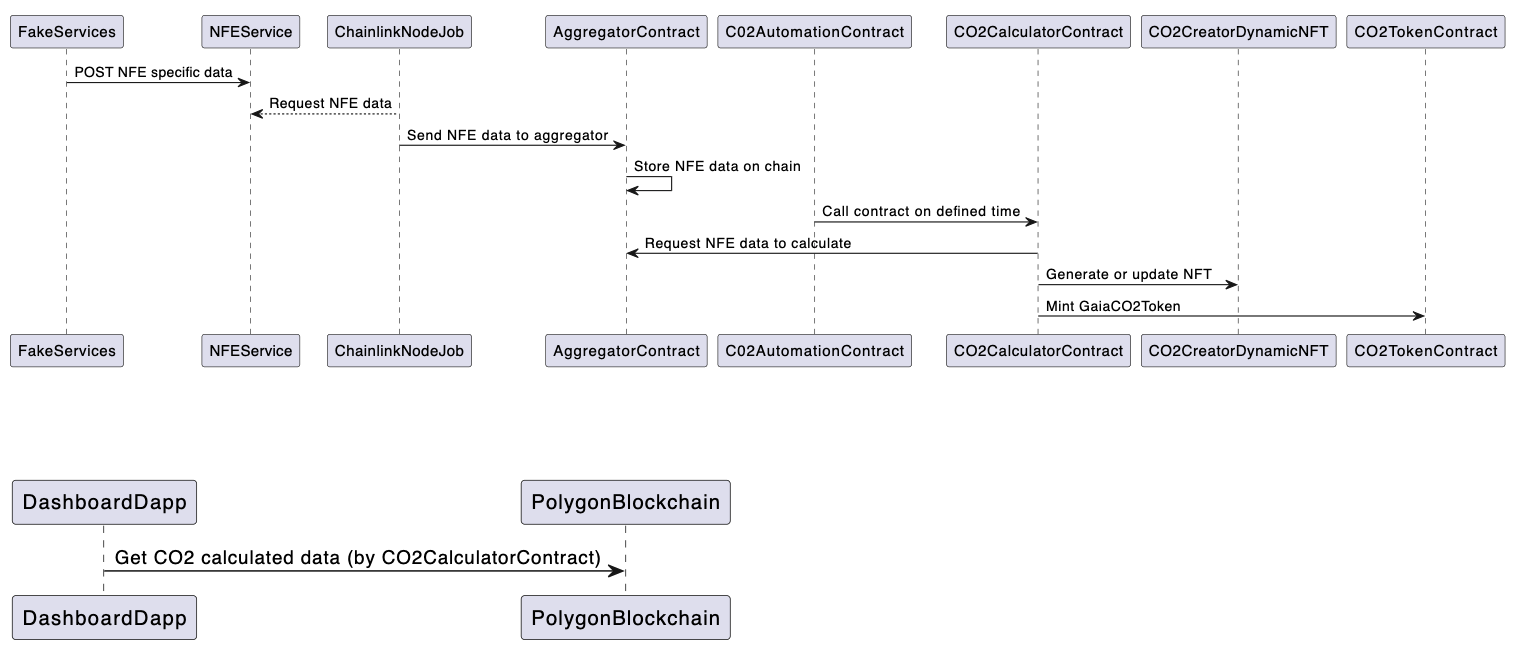 FakeServices NFEService ChainlinkNodeJob AggregatorContract C02AutomationContract CO2CalculatorContract CO2CreatorDynamicNFT CO2TokenContract
POST NFE specific data
Request NFE data
Send NFE data to aggregator
Store NFE data on chain
Call contract on defined time
Request NFE data to calculate
Generate or update NFT
Mint GaiaCO2Token
FakeServices NFEService ChainlinkNodeJob AggregatorContract C02AutomationContract CO2CalculatorContract CO2CreatorDynamicNFT CO2TokenContract
DashboardDapp PolygonBlockchain
Get CO2 calculated data (by CO2CalculatorContract)
DashboardDapp PolygonBlockchain